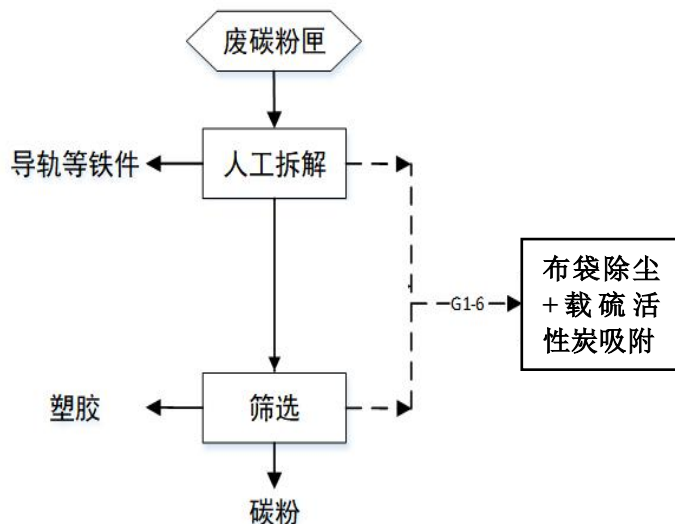 废碳粉匣
导轨等铁件
人工拆解
G1-6
布袋除尘
+载硫活
性炭吸附
塑胶
筛选
碳粉